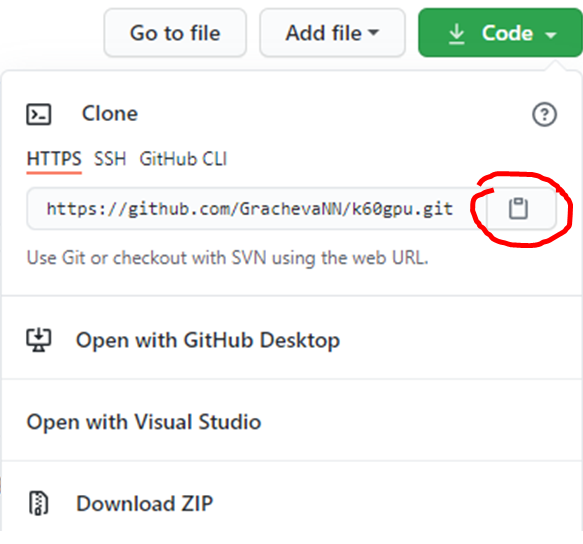 Go to file Add file Code
Clone
HTTPS SSH GitHub CLI
https://github.com/GrachevaNN/k60gpu.git
Use Git or checkout with SVN using the web URL.
Open with GitHub Desktop
Open with Visual Studio
Download ZIP